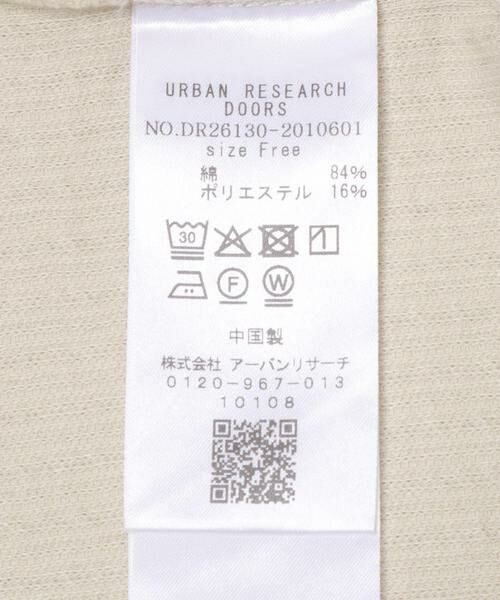 URBAN RESEARCH
DOORS
NO.DR26130-2010601
size Free
綿 84%
ポリエステル 16%
30
F W
中国製
株式会社 アーバンリサーチ
0120-967-013
10108